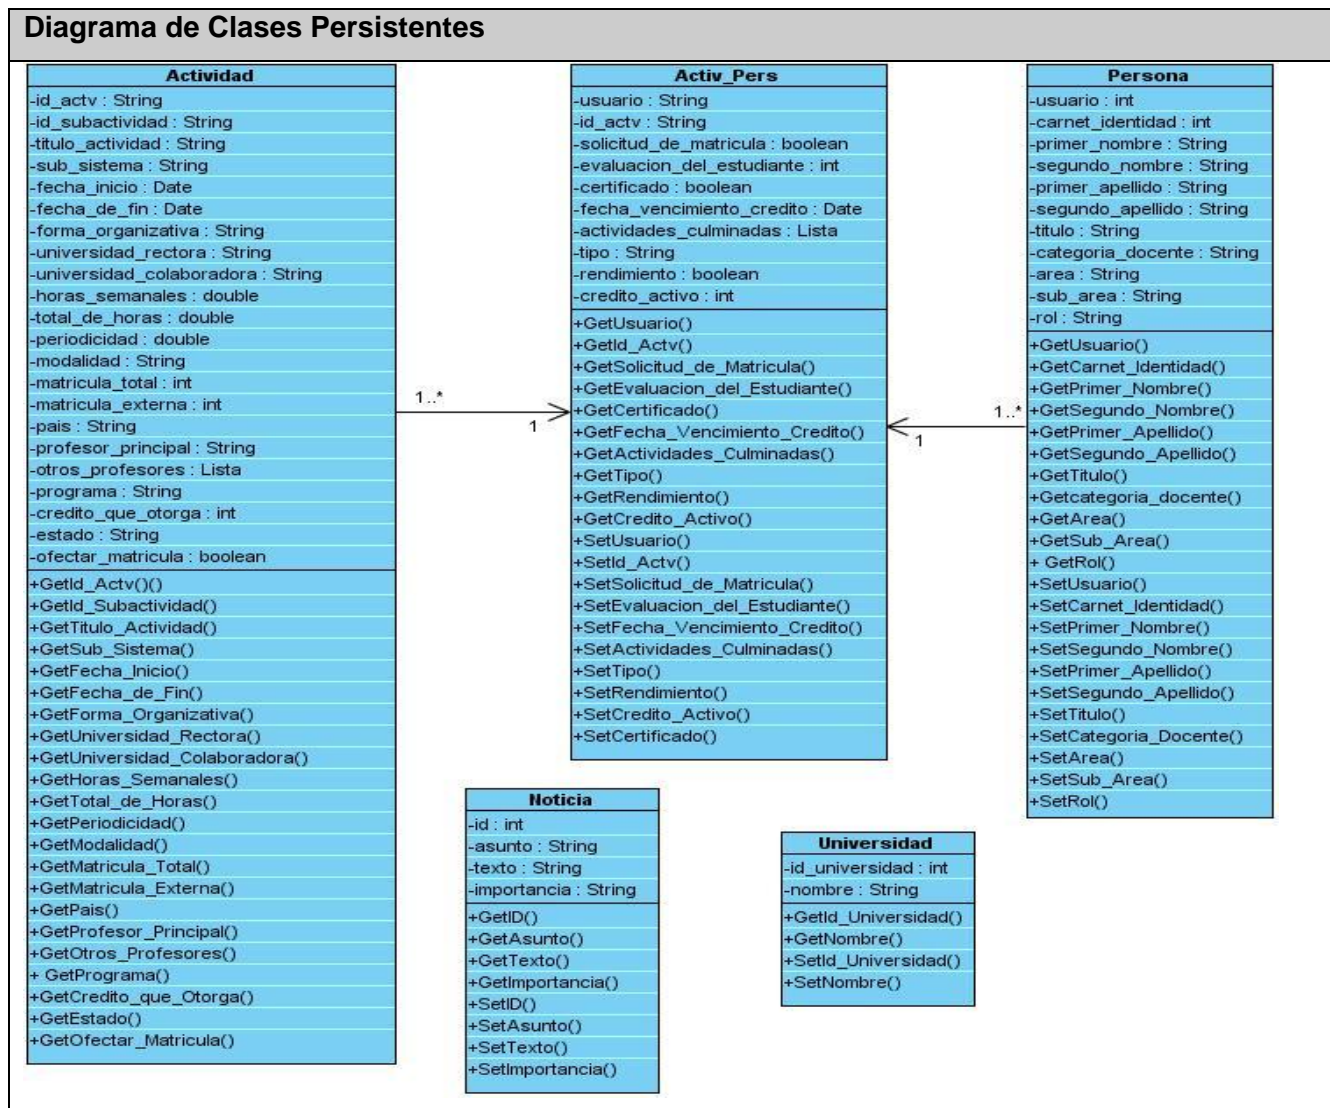 Diagrama de Clases Persistentes
Actividad
-id_actv : String
-id_subactividad : String
-titulo_actividad : String
-sub_sistema : String
-fecha_inicio : Date
-fecha_de_fin : Date
-forma_organizativa : String
-universidad_rectora : String
-universidad_colaboradora : String
-horas_semanales : double
-total_de_horas : double
-periodicidad : double
-modalidad : String
-matricula_total : int
-matricula_externa : int
-pais : String
-profesor_principal : String
-otros_profesores : Lista
-programa : String
-credito_que_otorga : int
-estado : String
-ofectar_matricula : boolean
+GetId_Actv()()
+GetId_Subactividad()
+GetTitulo_Actividad()
+GetSub_Sistema()
+GetFecha_Inicio()
+GetFecha_de_Fin()
+GetForma_Organizativa()
+GetUniversidad_Rectora()
+GetUniversidad_Colaboradora()
+GetHoras_Semanales()
+GetTotal_de_Horas()
+GetPeriodicidad()
+GetModalidad()
+GetMatricula_Total()
+GetMatricula_Externa()
+GetPais()
+GetProfesor_Principal()
+GetOtros_Profesores()
+ GetPrograma()
+GetCredito_que_Otorga()
+GetEstado()
+GetOfectar_Matricula()
1..*
1
Activ_Pers
-usuario : String
-id_actv : String
-solicitud_de_matricula : boolean
-evaluacion_del_estudiante : int
-certificado : boolean
-fecha_vencimiento_credito : Date
-actividades_culminadas : Lista
-tipo : String
-rendimiento : boolean
-credito_activo : int
+GetUsuario()
+GetId_Actv()
+GetSolicitud_de_Matricula()
+GetEvaluacion_del_Estudiante()
+GetCertificado()
+GetFecha_Vencimiento_Credito()
+GetActividades_Culminadas()
+GetTipo()
+GetRendimiento()
+GetCredito_Activo()
+SetUsuario()
+SetId_Actv()
+SetSolicitud_de_Matricula()
+SetEvaluacion_del_Estudiante()
+SetFecha_Vencimiento_Credito()
+SetActividades_Culminadas()
+SetTipo()
+SetRendimiento()
+SetCredito_Activo()
+SetCertificado()
1..*
1
Persona
-usuario : int
-carnet_identidad : int
-primer_nombre : String
-segundo_nombre : String
-primer_apellido : String
-segundo_apellido : String
-titulo : String
-categoria_docente : String
-area : String
-sub_area : String
-rol : String
+GetUsuario()
+GetCarnet_Identidad()
+GetPrimer_Nombre()
+GetSegundo_Nombre()
+GetPrimer_Apellido()
+GetSegundo_Apellido()
+GetTitulo()
+Getcategoria_docente()
+GetArea()
+GetSub_Area()
+ GetRol()
+SetUsuario()
+SetCarnet_Identidad()
+SetPrimer_Nombre()
+SetSegundo_Nombre()
+SetPrimer_Apellido()
+SetSegundo_Apellido()
+SetTitulo()
+SetCategoria_Docente()
+SetArea()
+SetSub_Area()
+SetRol()
Noticia
-id : int
-asunto : String
-texto : String
-importancia : String
+GetID()
+GetAsunto()
+GetTexto()
+GetImportancia()
+SetID()
+SetAsunto()
+SetTexto()
+SetImportancia()
Universidad
-id_universidad : int
-nombre : String
+GetId_Universidad()
+GetNombre()
+SetId_Universidad()
+SetNombre()